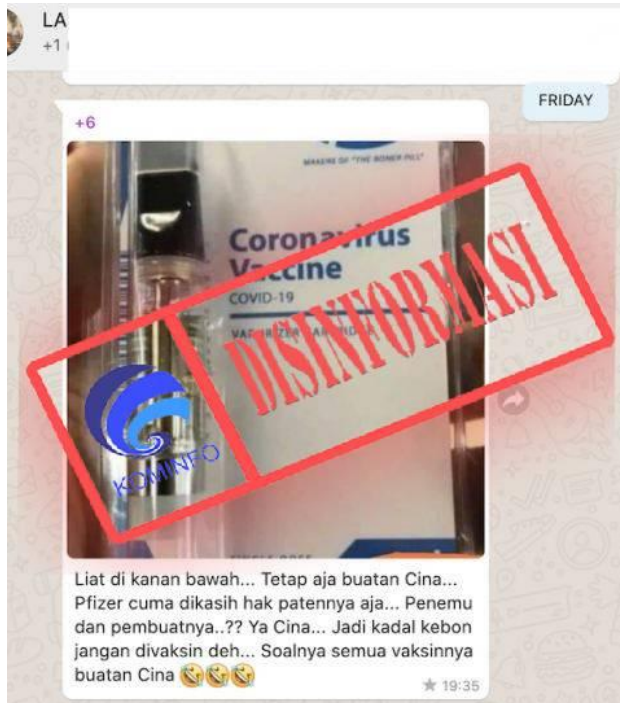 LA
+1
FRIDAY
+6
MAKERS OF "THE BONER PILL"
Coronavirus
Vaccine
COVID-19
DISINFORMASI
KOMINFO
Liat di kanan bawah... Tetap aja buatan Cina...
Pfizer cuma dikasih hak patennya aja... Penemu
dan pembuatnya..?? Ya Cina... Jadi kadal kebon
jangan divaksin deh... Soalnya semua vaksinnya
buatan Cina 🤣🤣🤣
19:35